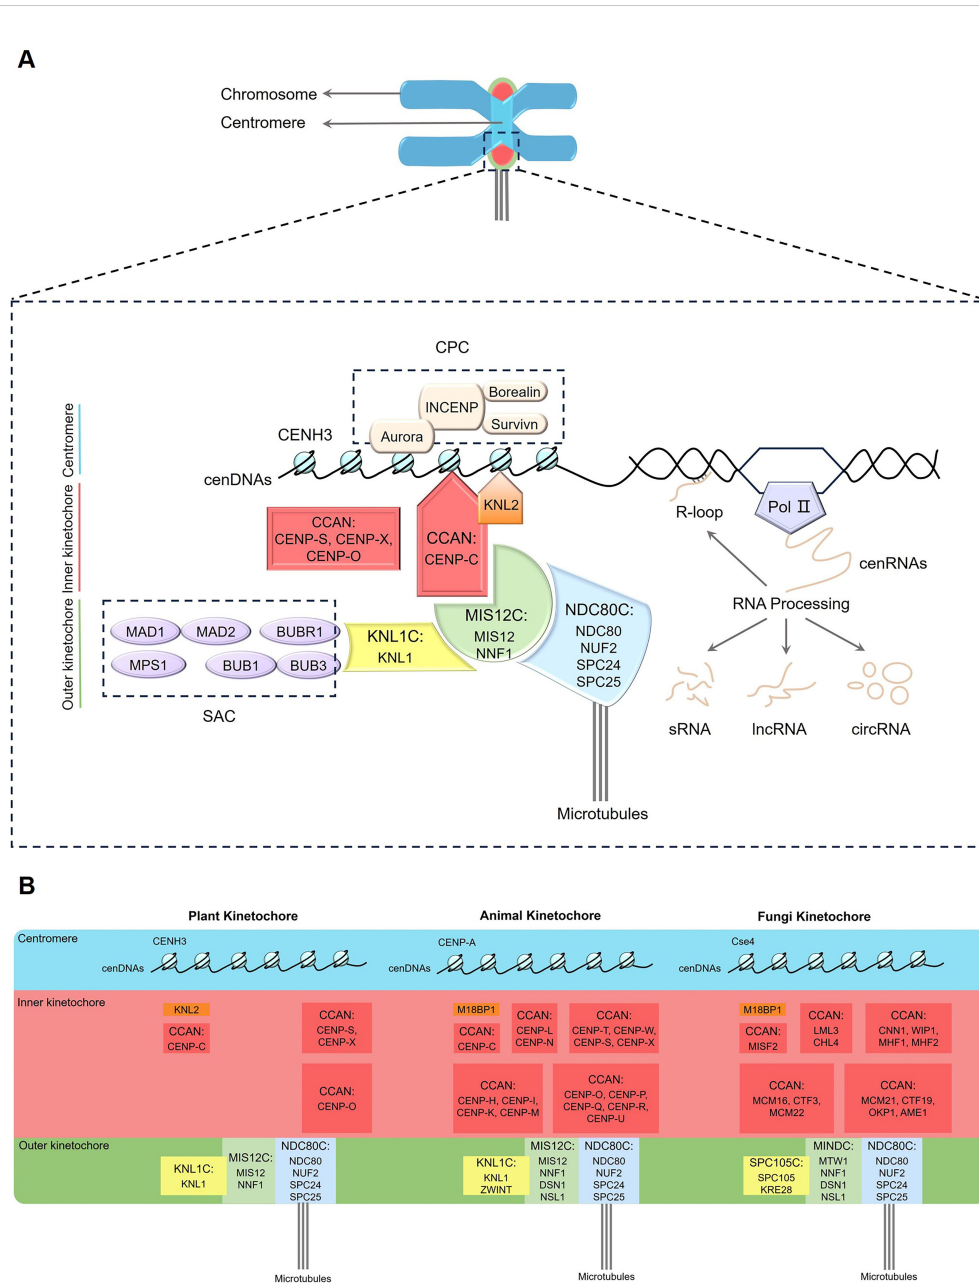 A
Chromosome
Centromere
CPC
Borealin
INCENP
Survivn
Aurora
CENH3
cenDNAs
KNL2
CCAN:
CENP-S, CENP-X,
CENP-O
CCAN:
CENP-C
Centromere
Inner kinetochore
Outer kinetochore
MIS12C:
MIS12
NNF1
NDC80C:
NDC80
NUF2
SPC24
SPC25
KNL1C:
KNL1
MAD1
MAD2
BUBR1
MPS1
BUB1
BUB3
SAC
Microtubules
R-loop
Pol II
cenRNAs
RNA Processing
sRNA
lncRNA
circRNA
B
Plant Kinetochore
Animal Kinetochore
Fungi Kinetochore
Centromere
CENH3
cenDNAs
CENP-A
cenDNAs
Cse4
cenDNAs
Inner kinetochore
KNL2
CCAN:
CENP-C
CCAN:
CENP-S,
CENP-X
CCAN:
CENP-O
M18BP1
CCAN:
CENP-C
CCAN:
CENP-L
CENP-N
CCAN:
CENP-T, CENP-W,
CENP-S, CENP-X
CCAN:
CENP-H, CENP-I,
CENP-K, CENP-M
CCAN:
CENP-O, CENP-P,
CENP-Q, CENP-R,
CENP-U
M18BP1
CCAN:
MISF2
CCAN:
LML3
CHL4
CCAN:
CNN1, WIP1,
MHF1, MHF2
CCAN:
MCM16, CTF3,
MCM22
CCAN:
MCM21, CTF19,
OKP1, AME1
Outer kinetochore
KNL1C:
KNL1
MIS12C:
MIS12
NNF1
NDC80C:
NDC80
NUF2
SPC24
SPC25
Microtubules
KNL1C:
KNL1
ZWINT
MIS12C:
MIS12
NNF1
DSN1
NSL1
NDC80C:
NDC80
NUF2
SPC24
SPC25
Microtubules
SPC105C:
SPC105
KRE28
MINDC:
MTW1
NNF1
DSN1
NSL1
NDC80C:
NDC80
NUF2
SPC24
SPC25
Microtubules